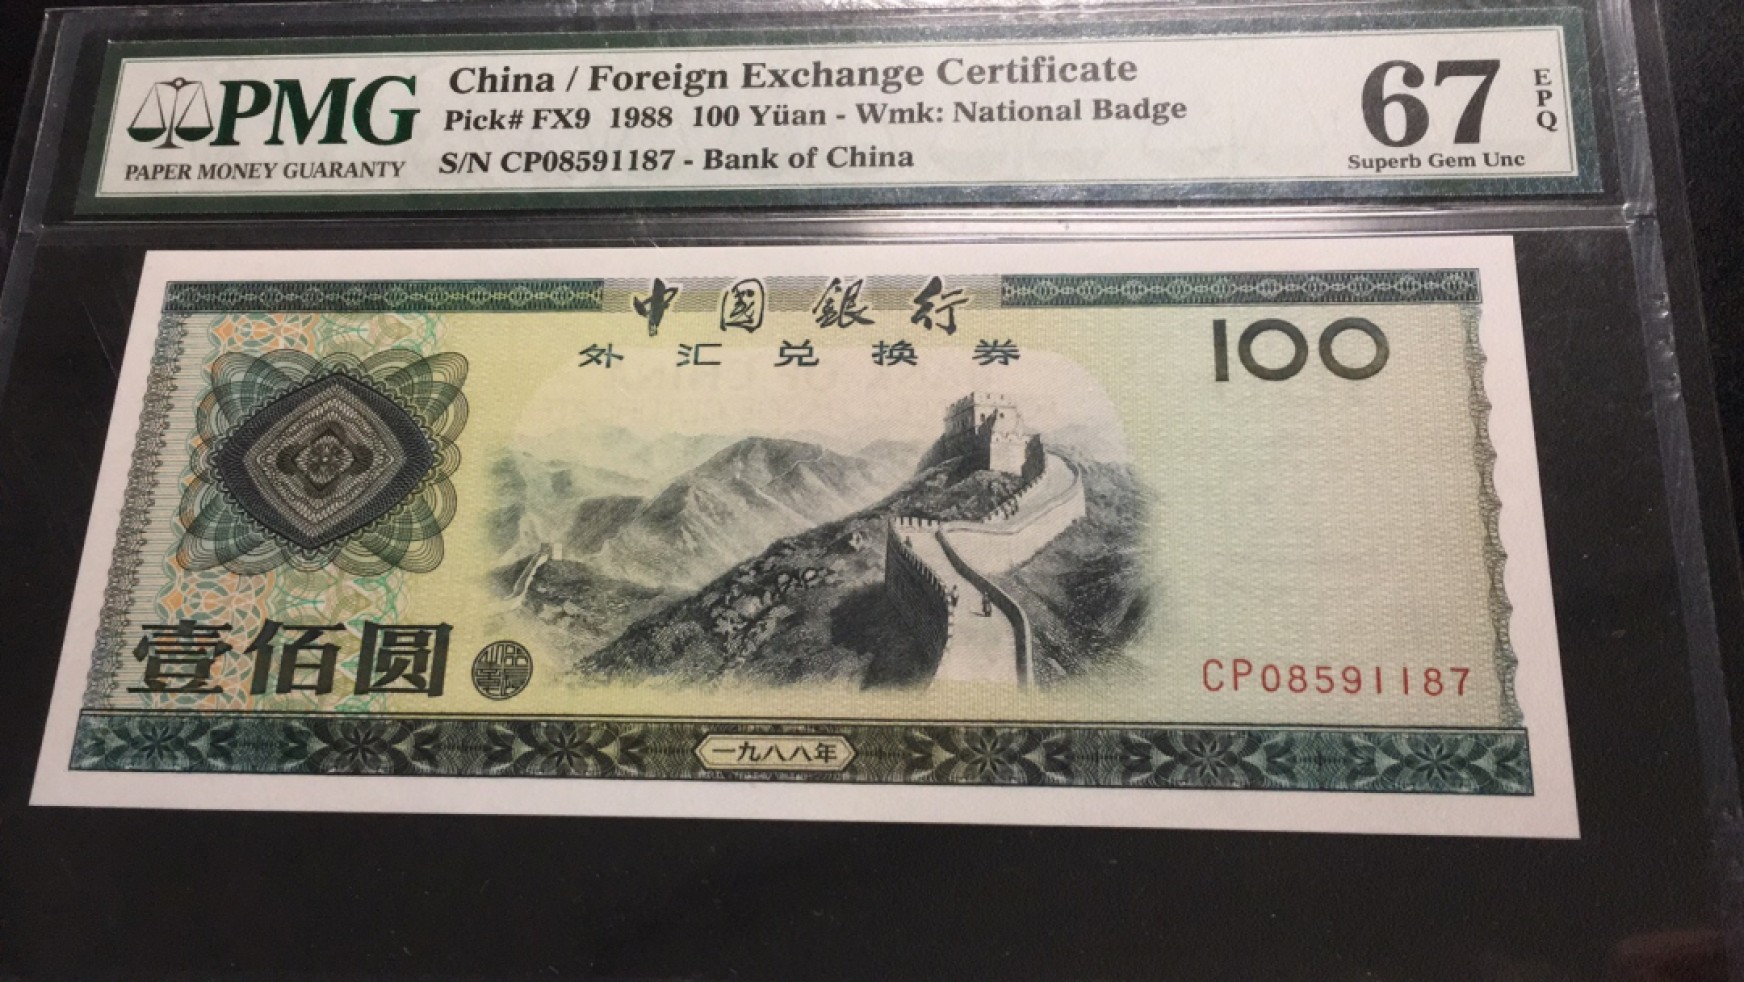 PMG
PAPER MONEY GUARANTY
China / Foreign Exchange Certificate
Pick# FX9 1988 100 Yüan - Wmk: National Badge
S/N CP08591187 - Bank of China
67
EPQ
Superb Gem Unc
中国銀行
外汇兑换券
100
壹佰圆
CP08591187
一九八八年